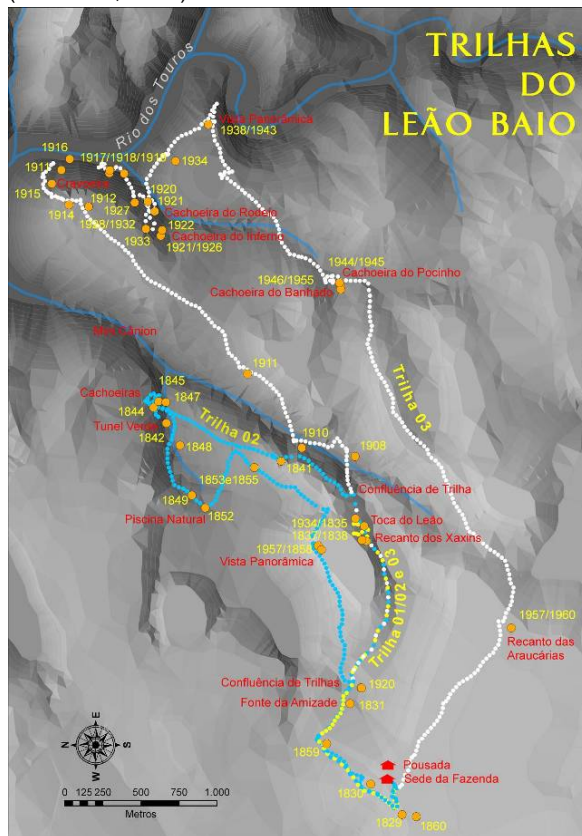 TRILHAS
DO
LEÃO BAIO
Rio dos Touros
Vista Panorâmica
1938/1943
1916
1917/1918/1919
1934
1911
1915
1920
1921
1914
1912
1927
Cachoeira do Rodeio
1928/1932
1922
1933
Cachoeira do Inferno
1921/1926
1944/1945
Cachoeira do Pocinho
1946/1955
Cachoeira do Banhado
Mini Cânion
1911
1845
Cachoeiras
1847
1844
Trilha 03
Tunel Verde
1842
Trilha 02
1910
1848
1908
1841
1853e1855
Confluência de Trilha
1849
1852
Piscina Natural
1934/1835
Toca do Leão
1837/1838
Recanto dos Xaxins
1957/1858
Vista Panorâmica
Trilha 01/02 e 03
1957/1960
Recanto das
Araucárias
Confluência de Trilhas
1920
Fonte da Amizade
1831
1859
Pousada
Sede da Fazenda
1830
1829
1860
E
N
S
W
0 125 250 500 750 1.000
Metros